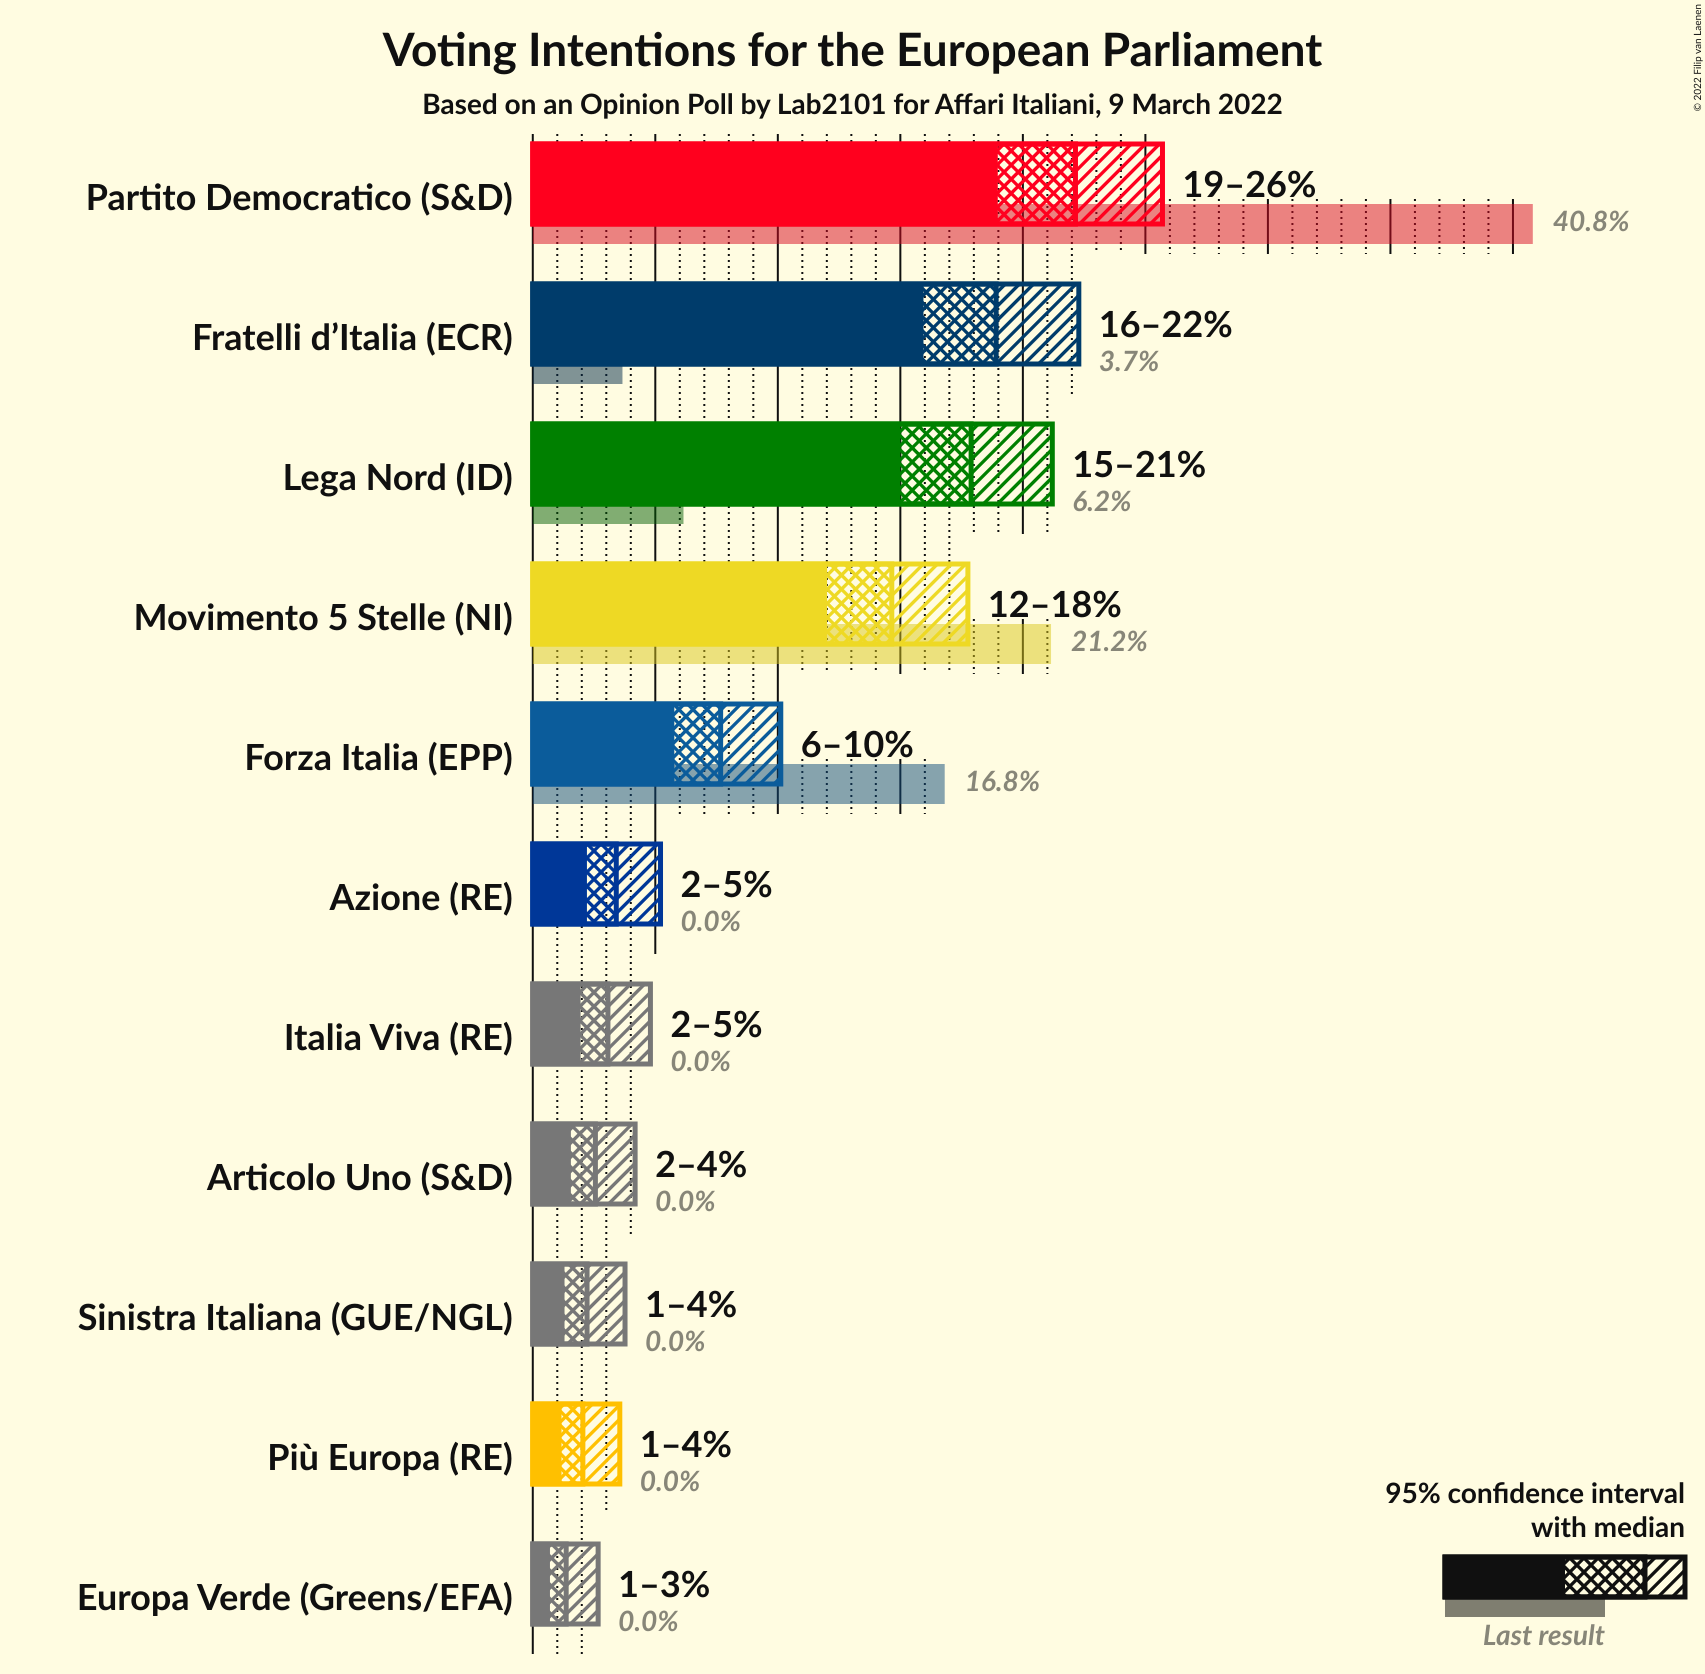 Voting Intentions for the European Parliament
Based on an Opinion Poll by Lab2101 for Affari Italiani, 9 March 2022
© 2022 Filip van Laenen
Partito Democratico (S&D)
19–26%
40.8%
Fratelli d’Italia (ECR)
16–22%
3.7%
Lega Nord (ID)
15–21%
6.2%
Movimento 5 Stelle (NI)
12–18%
21.2%
Forza Italia (EPP)
6–10%
16.8%
Azione (RE)
2–5%
0.0%
Italia Viva (RE)
2–5%
0.0%
Articolo Uno (S&D)
2–4%
0.0%
Sinistra Italiana (GUE/NGL)
1–4%
0.0%
Più Europa (RE)
1–4%
0.0%
Europa Verde (Greens/EFA)
1–3%
0.0%
95% confidence interval
with median
Last result